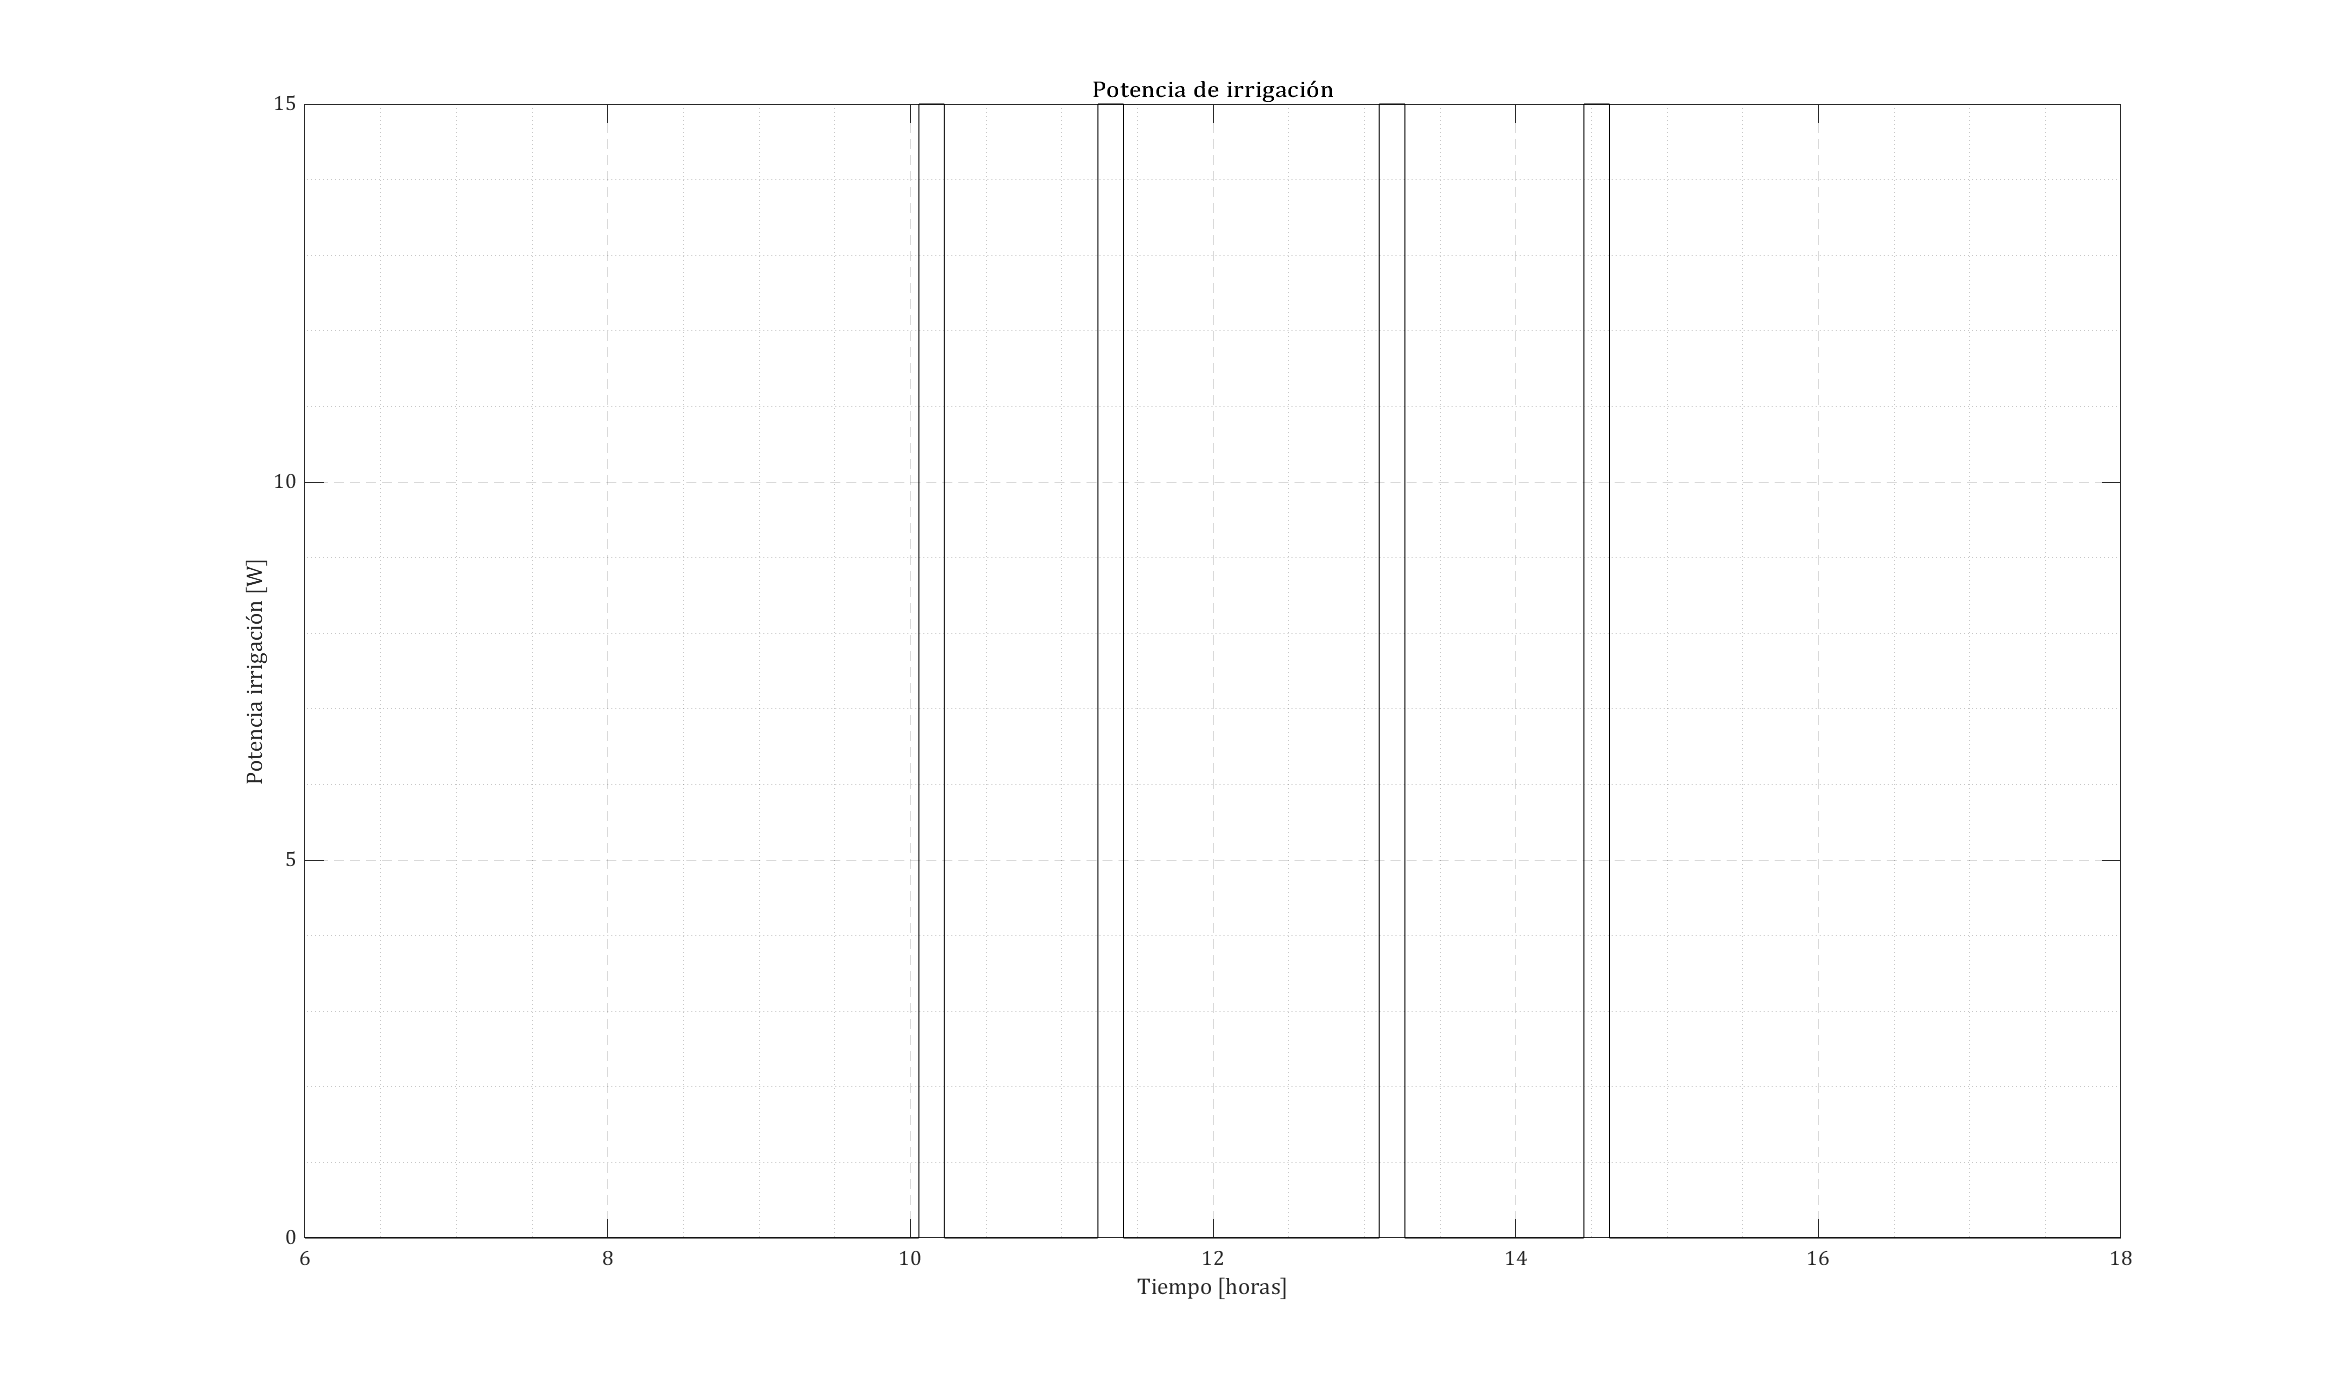 Potencia de irrigación
15
10
5
0
Potencia irrigación [W]
6 8 10 12 14 16 18
Tiempo [horas]